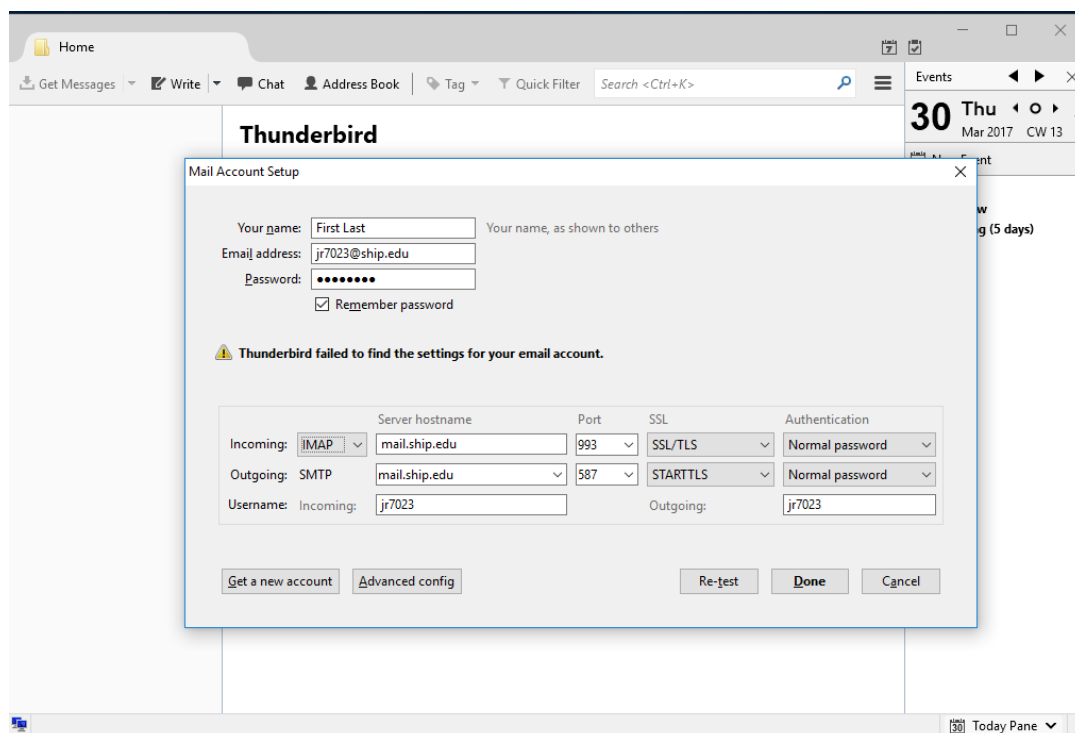 Home
7
Get Messages Write Chat Address Book Tag Quick Filter Search <Ctrl+K>
Events
30 Thu
Mar 2017 CW 13
Thunderbird
Mail Account Setup
Your name: First Last Your name, as shown to others
Email address: jr7023@ship.edu
Password: ••••••••
Remember password
g (5 days)
Thunderbird failed to find the settings for your email account.
Server hostname Port SSL Authentication
Incoming: IMAP mail.ship.edu 993 SSL/TLS Normal password
Outgoing: SMTP mail.ship.edu 587 STARTTLS Normal password
Username: Incoming: jr7023 Outgoing: jr7023
Get a new account Advanced config Re-test Done Cancel
30 Today Pane